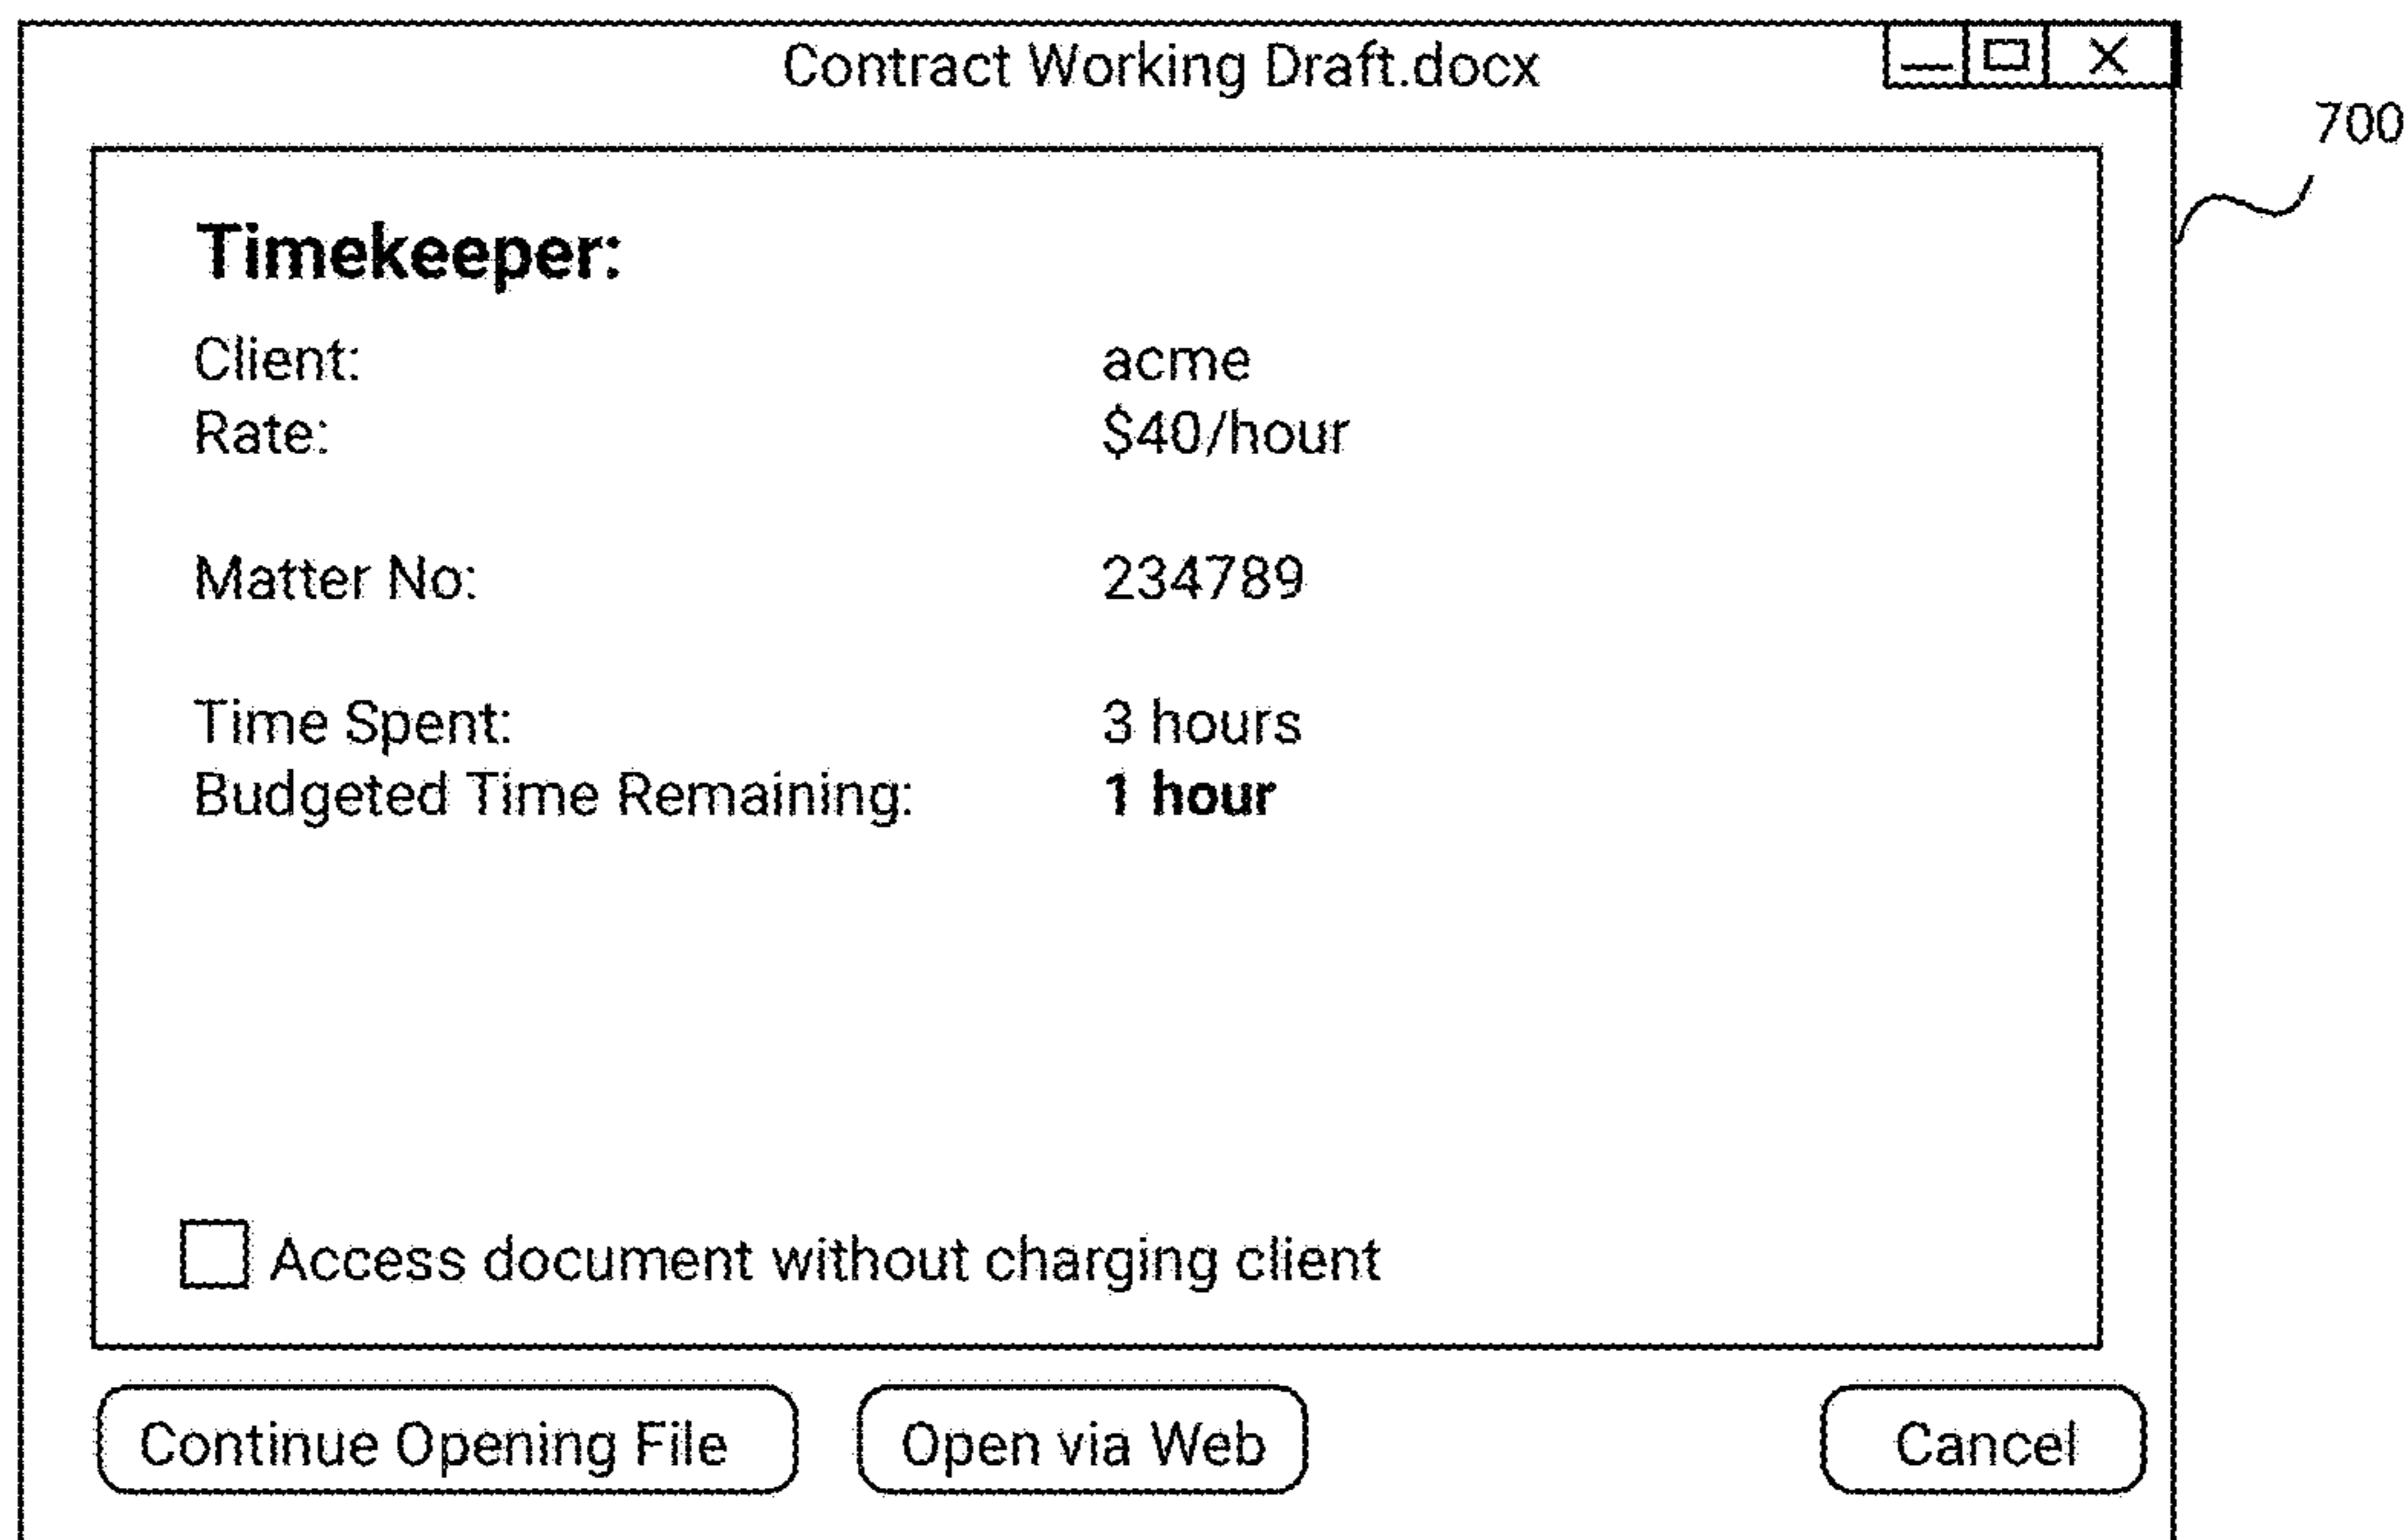 Contract Working Draft.docx
700
Timekeeper:
Client: acme
Rate: $40/hour
Matter No: 234789
Time Spent: 3 hours
Budgeted Time Remaining: 1 hour
Access document without charging client
Continue Opening File Open via Web Cancel